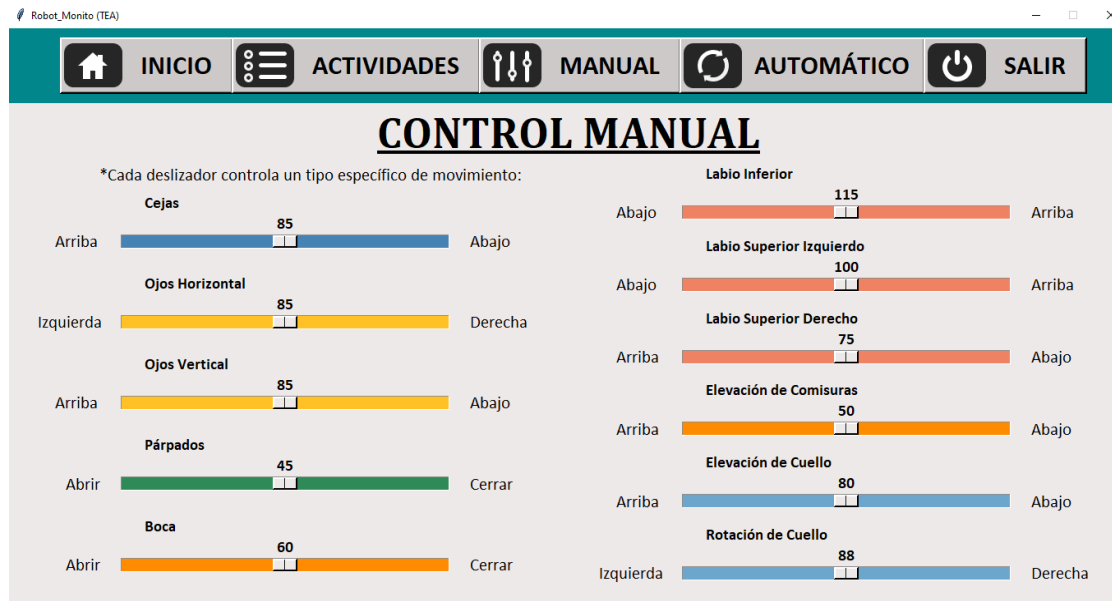 Robot_Monito (TEA)
INICIO ACTIVIDADES MANUAL AUTOMÁTICO SALIR
CONTROL MANUAL
*Cada deslizador controla un tipo específico de movimiento:
Cejas
85
Arriba Abajo
Ojos Horizontal
85
Izquierda Derecha
Ojos Vertical
85
Arriba Abajo
Párpados
45
Abrir Cerrar
Boca
60
Abrir Cerrar
Labio Inferior
115
Abajo Arriba
Labio Superior Izquierdo
100
Abajo Arriba
Labio Superior Derecho
75
Arriba Abajo
Elevación de Comisuras
50
Arriba Abajo
Elevación de Cuello
80
Arriba Abajo
Rotación de Cuello
88
Izquierda Derecha